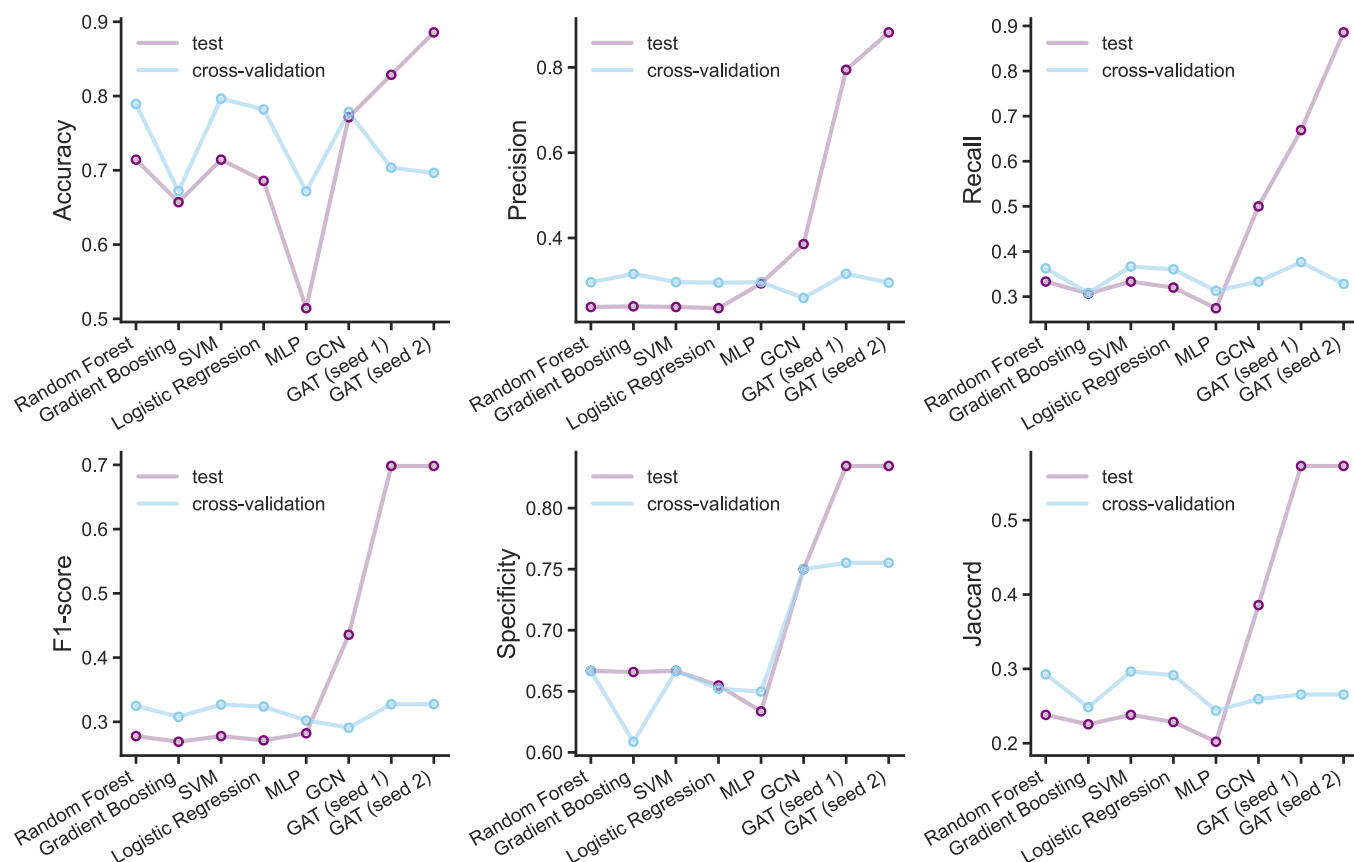 Accuracy
0.9
0.8
0.7
0.6
0.5
test
cross-validation
Random Forest
Gradient Boosting
SVM
Logistic Regression
MLP
GCN
GAT (seed 1)
GAT (seed 2)
Precision
0.8
0.6
0.4
test
cross-validation
Random Forest
Gradient Boosting
SVM
Logistic Regression
MLP
GCN
GAT (seed 1)
GAT (seed 2)
Recall
0.9
0.8
0.7
0.6
0.5
0.4
0.3
test
cross-validation
Random Forest
Gradient Boosting
SVM
Logistic Regression
MLP
GCN
GAT (seed 1)
GAT (seed 2)
F1-score
0.7
0.6
0.5
0.4
0.3
test
cross-validation
Random Forest
Gradient Boosting
SVM
Logistic Regression
MLP
GCN
GAT (seed 1)
GAT (seed 2)
Specificity
0.80
0.75
0.70
0.65
0.60
test
cross-validation
Random Forest
Gradient Boosting
SVM
Logistic Regression
MLP
GCN
GAT (seed 1)
GAT (seed 2)
Jaccard
0.5
0.4
0.3
0.2
test
cross-validation
Random Forest
Gradient Boosting
SVM
Logistic Regression
MLP
GCN
GAT (seed 1)
GAT (seed 2)